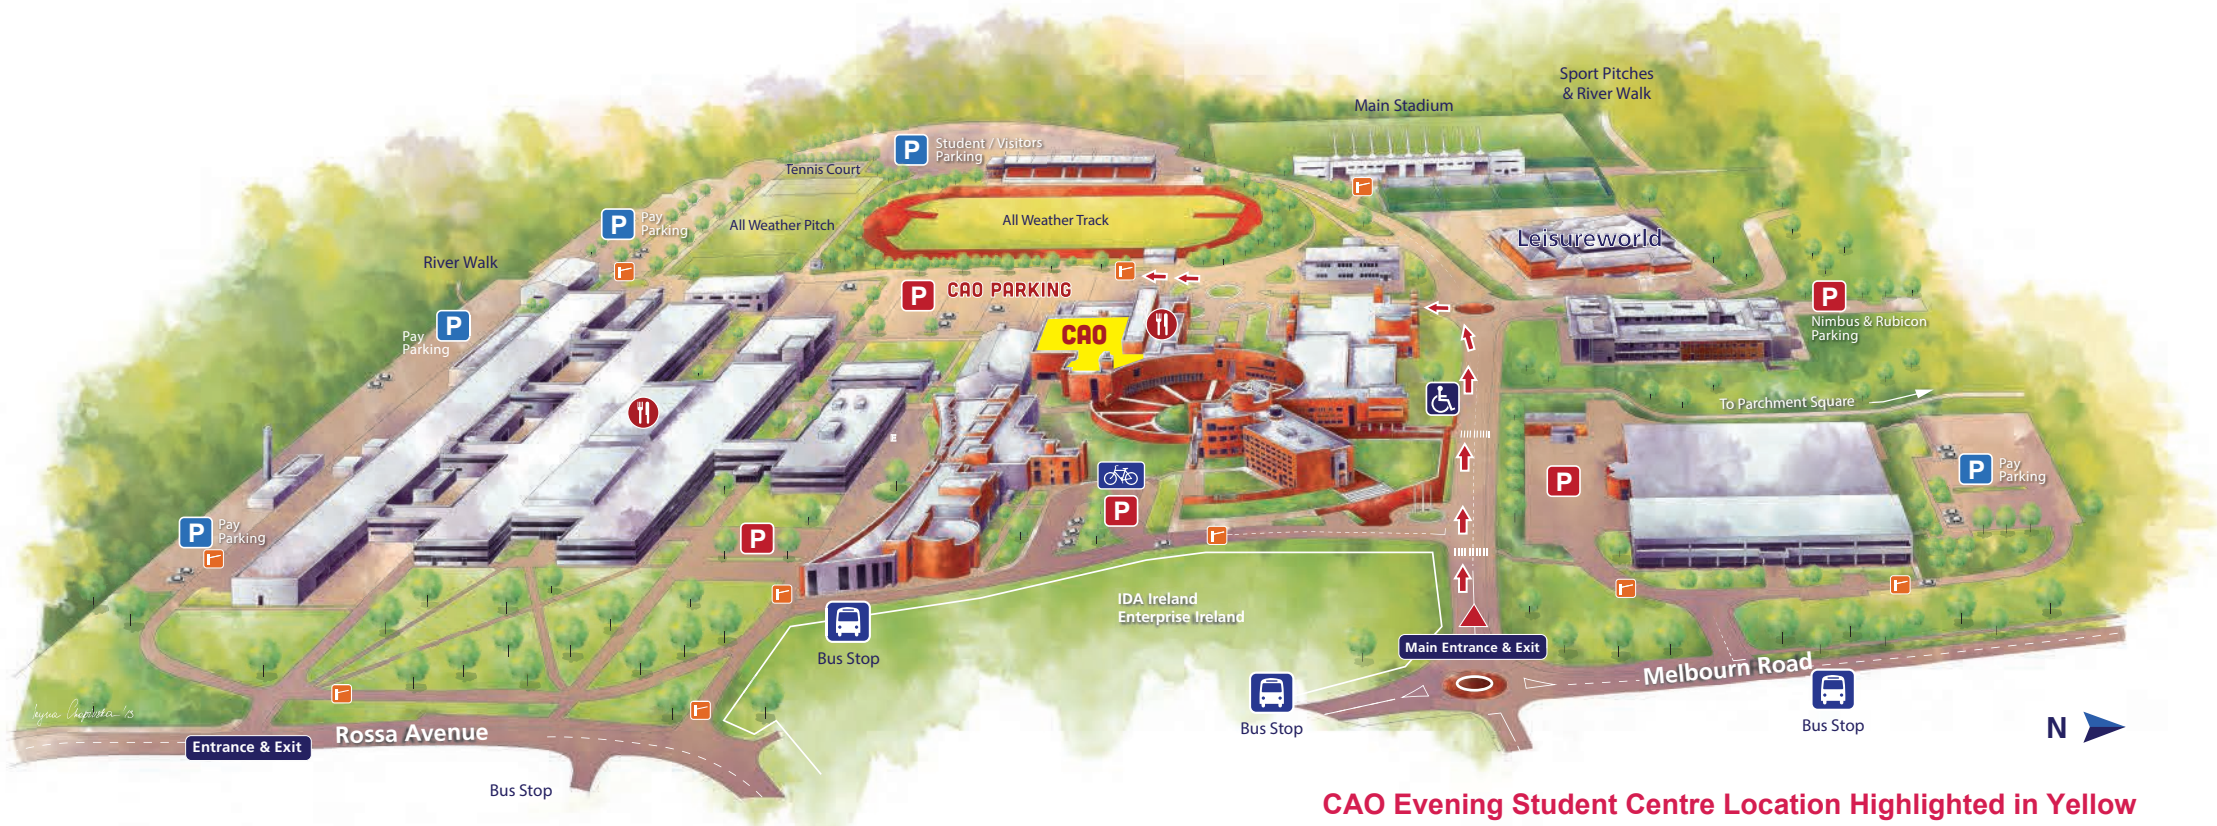 Sport Pitches
& River Walk
Main Stadium
P
Student / Visitors
Parking
Tennis Court
P
Pay
Parking
All Weather Pitch
All Weather Track
Leisureworld
River Walk
P
CAO PARKING
P
Nimbus & Rubicon
Parking
P
Pay
Parking
CAO
To Parchment Square
E
P
Pay
Parking
P
P
P
P
Pay
Parking
IDA Ireland
Enterprise Ireland
Main Entrance & Exit
Bus Stop
Melbourn Road
Bus Stop
Bus Stop
N
Rossa Avenue
Entrance & Exit
Bus Stop
CAO Evening Student Centre Location Highlighted in Yellow